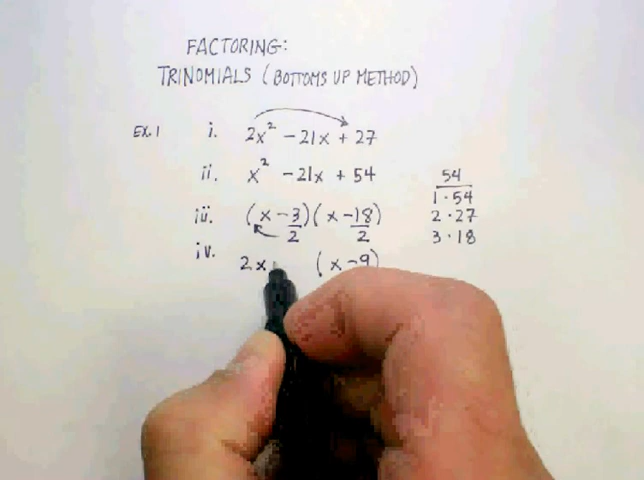 FACTORING:
TRINOMIALS (BOTTOMS UP METHOD)
EX.1 i. 2x² - 21x + 27
ii. x² - 21x + 54
iii. (x - 3/2)(x - 18/2)
iv. 2x (x - 9)
54
1 · 54
2 · 27
3 · 18